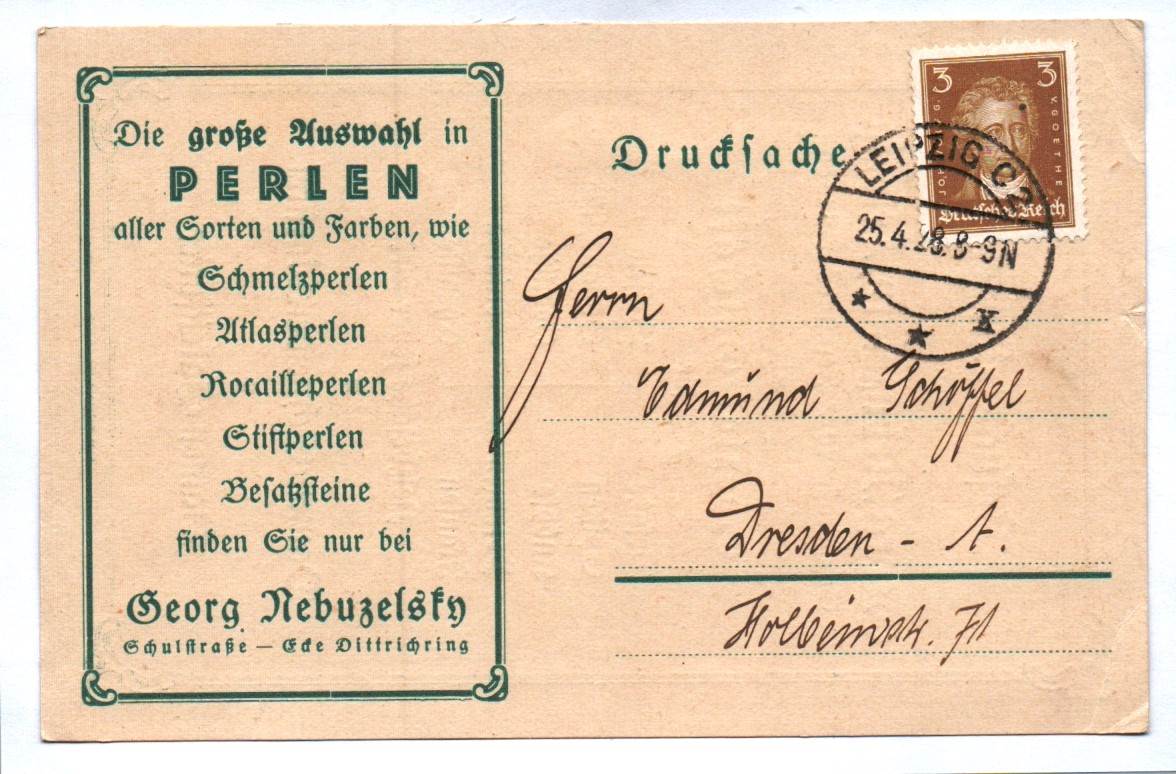 Die große Auswahl in
PERLEN
aller Sorten und Farben, wie
Schmelzperlen
Atlasperlen
Rocailleperlen
Stiftperlen
Besatzsteine
finden Sie nur bei
Georg Nebuzelsky
Schulstraße – Ecke Dittrichring
Drucksache
3 3
V. GOETHE
Deutsches Reich
LEIPZIG
25.4.28. 8-9N
* * K
Herrn
Edmund Schöffel
Dresden - A.
Holbeinstr. 71